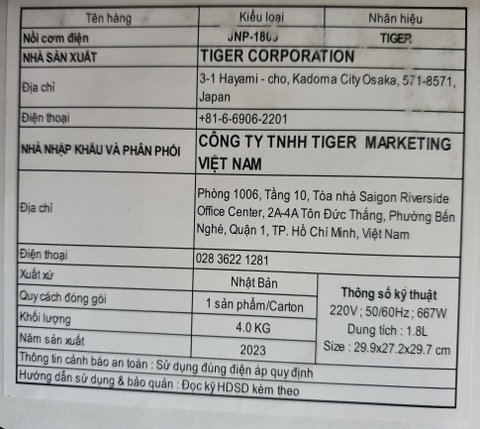 Tên hàng Kiểu loại Nhãn hiệu
Nồi cơm điện JNP-1803 TIGER
NHÀ SẢN XUẤT TIGER CORPORATION
Địa chỉ 3-1 Hayami - cho, Kadoma City Osaka, 571-8571,
Japan
Điện thoại +81-6-6906-2201
NHÀ NHẬP KHẨU VÀ PHÂN PHỐI CÔNG TY TNHH TIGER MARKETING
VIỆT NAM
Địa chỉ Phòng 1006, Tầng 10, Tòa nhà Saigon Riverside
Office Center, 2A-4A Tôn Đức Thắng, Phường Bến
Nghé, Quận 1, TP. Hồ Chí Minh, Việt Nam
Điện thoại 028 3622 1281
Xuất xứ Nhật Bản
Quy cách đóng gói 1 sản phẩm/Carton
Khối lượng 4.0 KG
Năm sản xuất 2023
Thông số kỹ thuật
220V; 50/60Hz; 667W
Dung tích : 1.8L
Size : 29.9x27.2x29.7 cm
Thông tin cảnh báo an toàn : Sử dụng đúng điện áp quy định
Hướng dẫn sử dụng & bảo quản : Đọc kỹ HDSD kèm theo